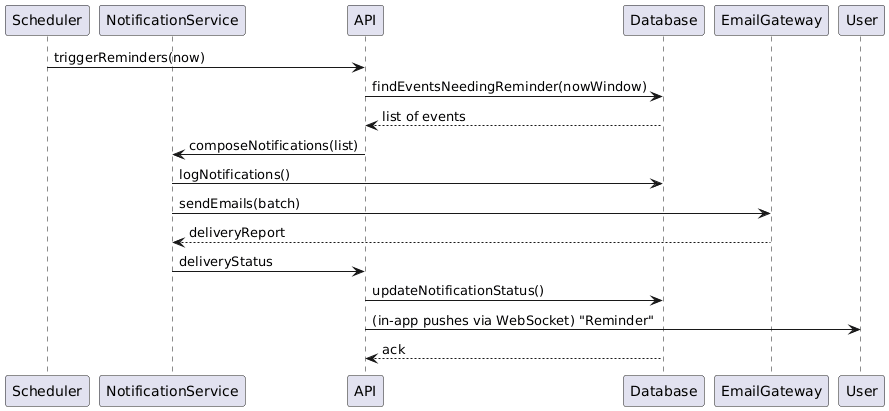 Scheduler NotificationService API Database EmailGateway User
triggerReminders(now)
findEventsNeedingReminder(nowWindow)
list of events
composeNotifications(list)
logNotifications()
sendEmails(batch)
deliveryReport
deliveryStatus
updateNotificationStatus()
(in-app pushes via WebSocket) "Reminder"
ack
Scheduler NotificationService API Database EmailGateway User